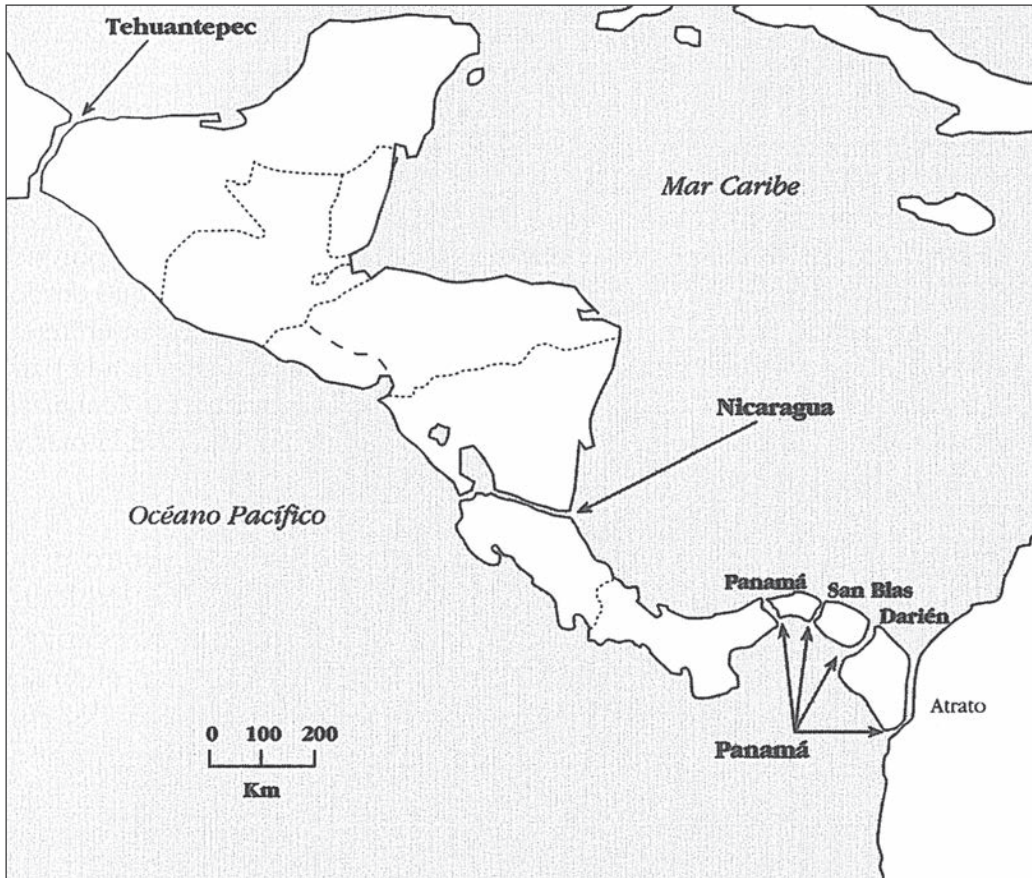 Tehuantepec
Mar Caribe
Nicaragua
Océano Pacífico
Panamá
San Blas
Darién
Atrato
0 100 200
Panamá
Km